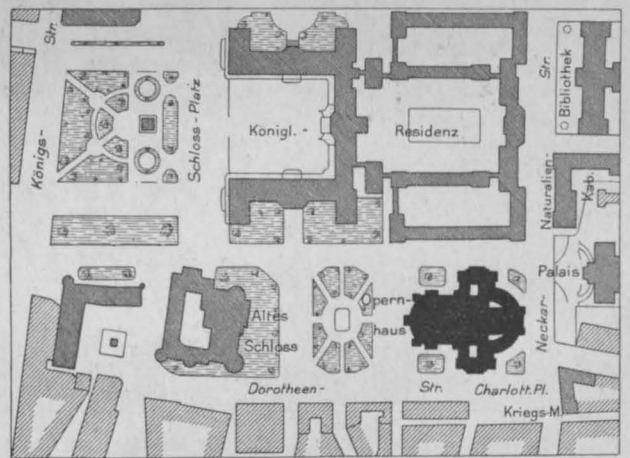 Str.
Königs-
Schloss-Platz
Königl.-
Residenz
Str.
Bibliothek
Naturalien-
Kab.
Palais
Neckar-
Opern-
haus
Altes
Schloss
Dorotheen-
Str.
Charlott. Pl.
Kriegs-M.